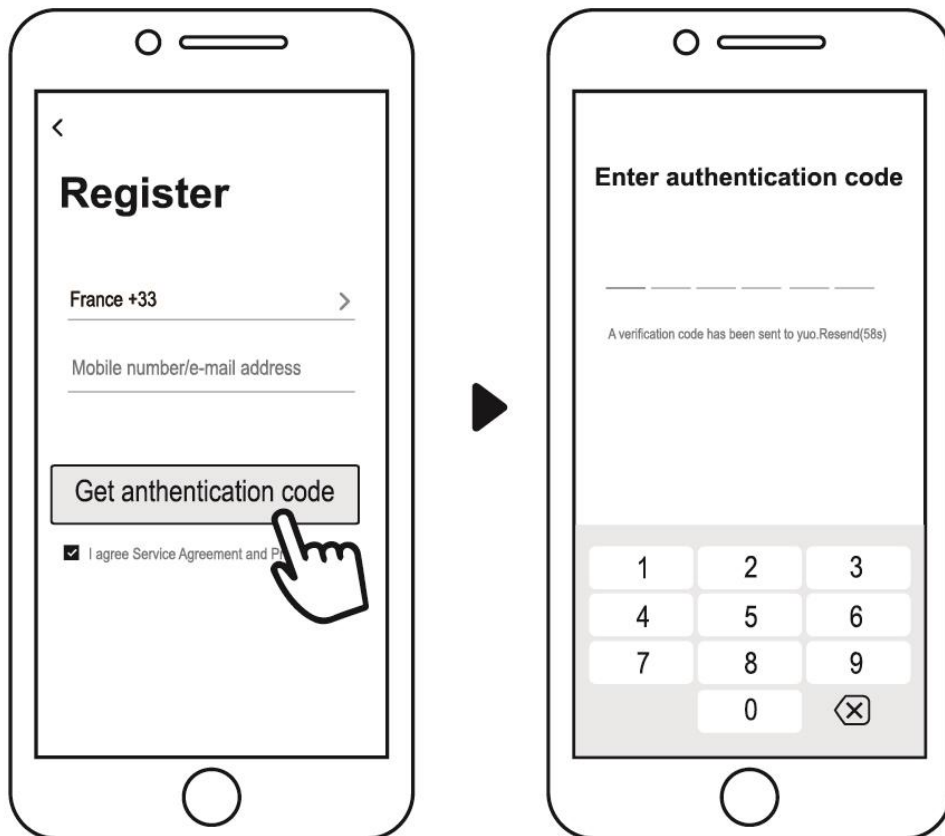 Register
France +33
Mobile number/e-mail address
Get anthentication code
I agree Service Agreement and
Enter authentication code
A verification code has been sent to yuo.Resend(58s)
1 2 3
4 5 6
7 8 9
0